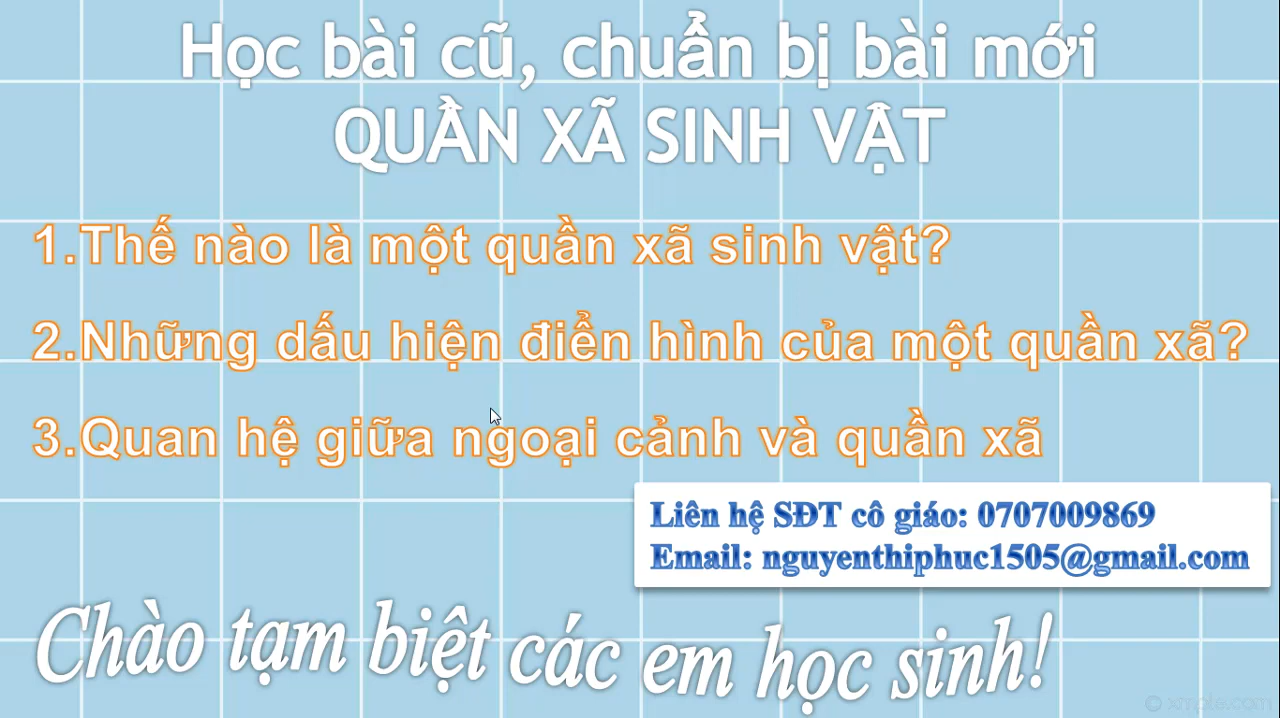 Học bài cũ, chuẩn bị bài mới
QUẦN XÃ SINH VẬT
1.Thế nào là một quần xã sinh vật?
2.Những dấu hiện điển hình của một quần xã?
3.Quan hệ giữa ngoại cảnh và quần xã
Liên hệ SĐT cô giáo: 0707009869
Email: nguyenthiphuc1505@gmail.com
Chào tạm biệt các em học sinh!